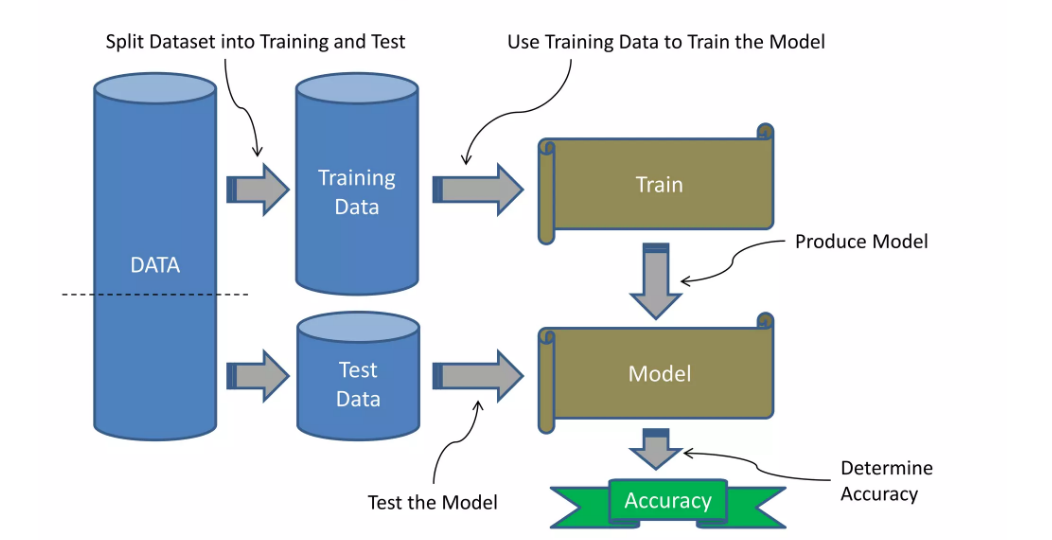 Split Dataset into Training and Test
Use Training Data to Train the Model
Training
Data
Train
DATA
Produce Model
Test
Data
Model
Test the Model
Determine
Accuracy
Accuracy